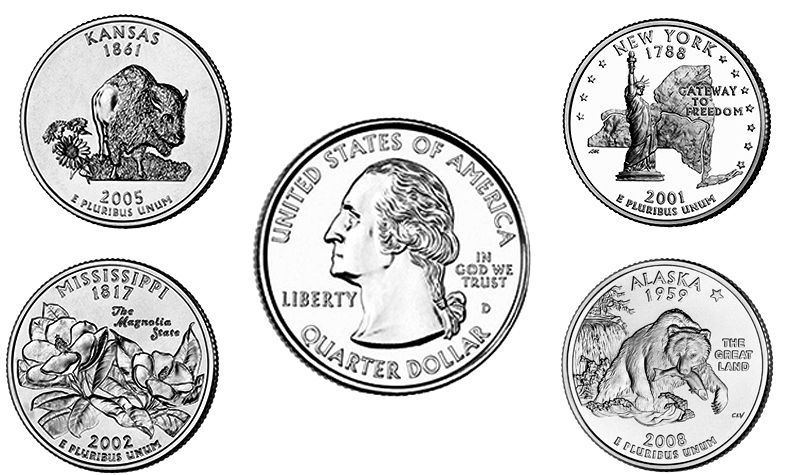 KANSAS
1861
2005
E PLURIBUS UNUM
NEW YORK
1788
GATEWAY
TO
FREEDOM
2001
E PLURIBUS UNUM
UNITED STATES OF AMERICA
IN
GOD WE
TRUST
LIBERTY
D
QUARTER DOLLAR
MISSISSIPPI
1817
The
Magnolia
State
2002
E PLURIBUS UNUM
ALASKA
1959
THE
GREAT
LAND
2008
E PLURIBUS UNUM